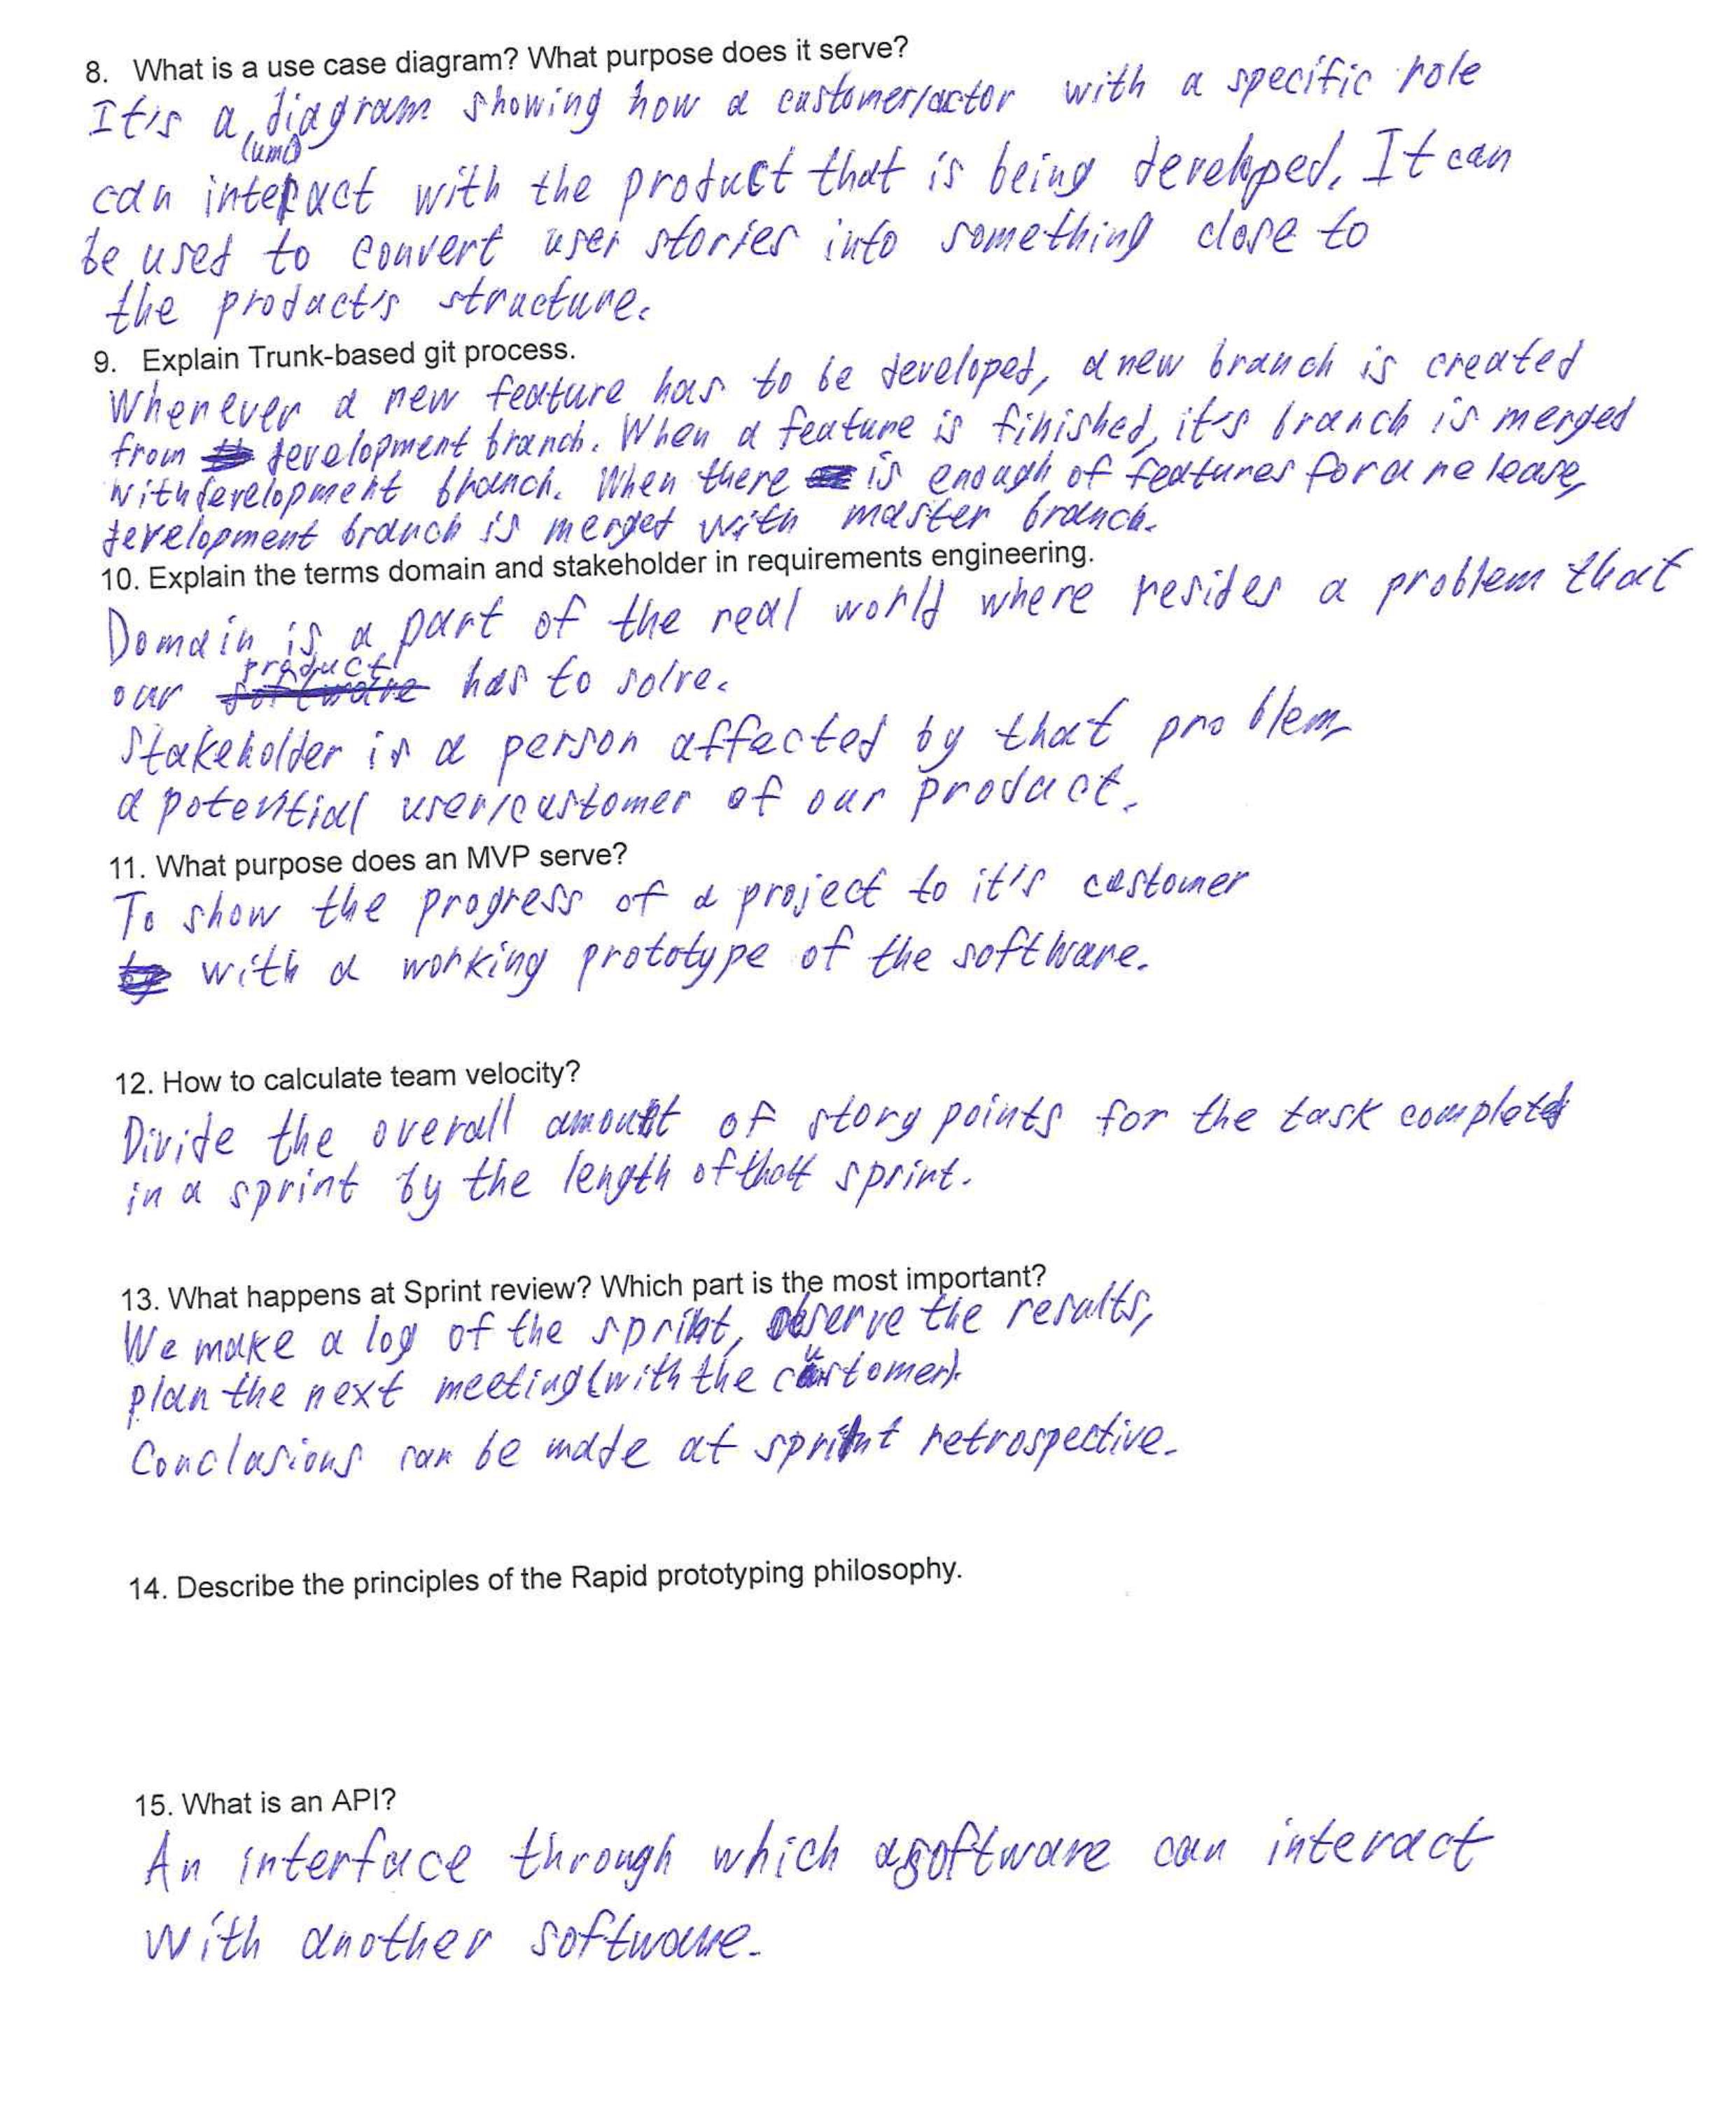 8. What is a use case diagram? What purpose does it serve?
It's a diagram showing how a customer/actor with a specific role
(uml)
can interact with the product that is being developed. It can
be used to convert user stories into something close to
the product's structure.
9. Explain Trunk-based git process.
Wherever a new feature has to be developed, a new branch is created
from development branch. When a feature is finished, it's branch is merged
with development branch. When there is enough of features for a release,
development branch is merged with master branch.
10. Explain the terms domain and stakeholder in requirements engineering.
Domain is a part of the real world where resides a problem that
product
our software has to solve.
Stakeholder is a person affected by that problem,
a potential user/customer of our product.
11. What purpose does an MVP serve?
To show the progress of a project to it's customer
by with a working prototype of the software.
12. How to calculate team velocity?
Divide the overall amount of story points for the task completed
in a sprint by the length of that sprint.
13. What happens at Sprint review? Which part is the most important?
We make a log of the sprint, observe the results,
plan the next meeting (with the customer).
Conclusions can be made at sprint retrospective.
14. Describe the principles of the Rapid prototyping philosophy.
15. What is an API?
An interface through which a software can interact
with another software.